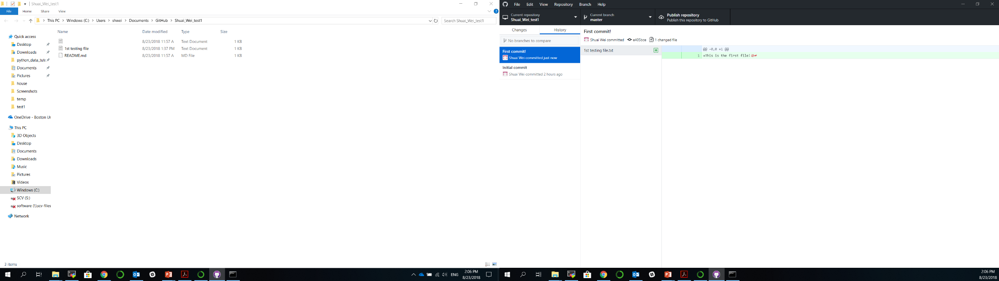 Shuai_Wei_test1
File Home Share View
This PC Windows (C:) Users shwei Documents GitHub Shuai_Wei_test1
Search Shuai_Wei_test1
Name Date modified Type Size
8/23/2018 11:57 A Text Document 1 KB
1st testing file 8/23/2018 1:37 PM Text Document 1 KB
README.md 8/23/2018 11:57 A MD File 1 KB
Quick access
Desktop
Downloads
python_data_tuto
Documents
Pictures
house
Screenshots
temp
test1
OneDrive - Boston Ur
This PC
3D Objects
Desktop
Documents
Downloads
Music
Pictures
Videos
Windows (C:)
SCV (S:)
software (\\scv-files
Network
3 items
ENG
2:06 PM
8/23/2018
File Edit View Repository Branch Help
Current repository
Shuai_Wei_test1
Current branch
master
Publish repository
Publish this repository to GitHub
Changes History
No branches to compare
First commit!
Shuai Wei committed just now
Initial commit
Shuai Wei committed 2 hours ago
First commit!
Shuai Wei committed e405bce 1 changed file
1st testing file.txt
@@ -0,0 +1 @@
1 +This is the first file!
2:06 PM
8/23/2018